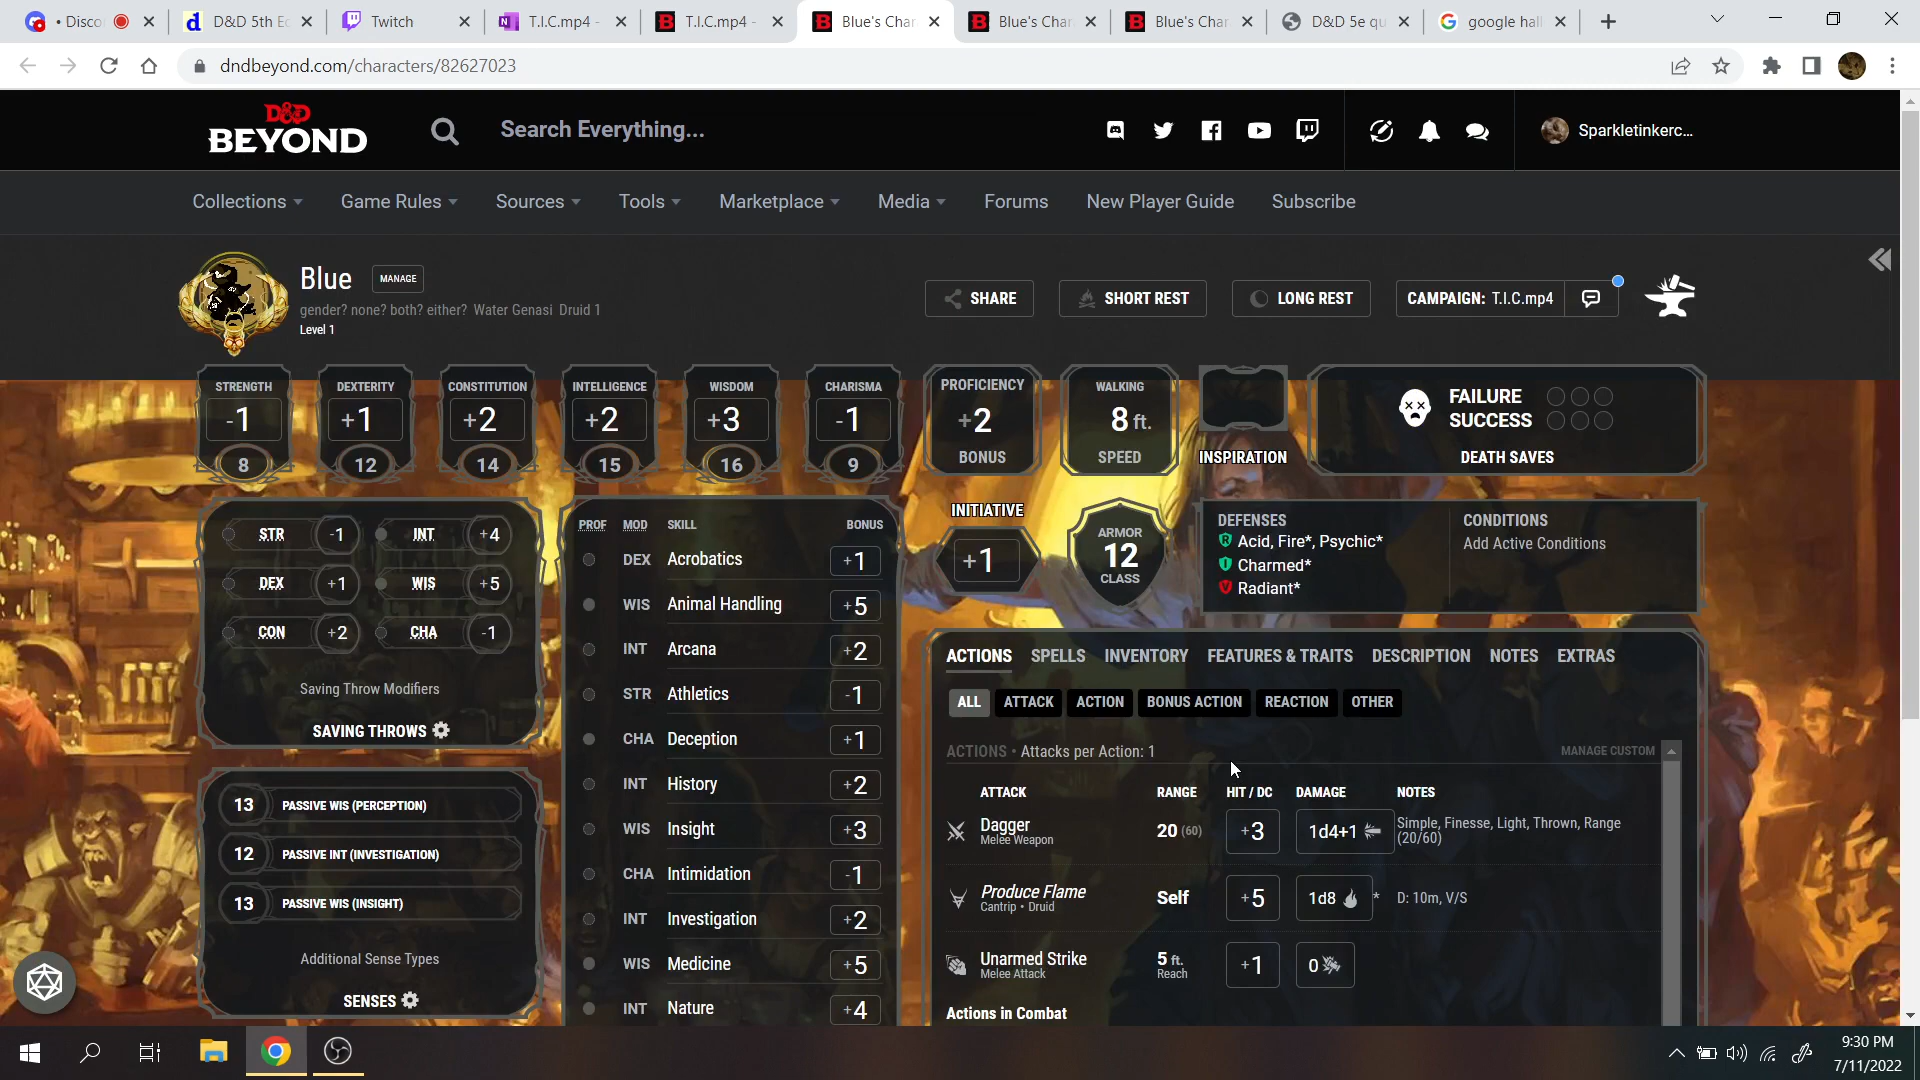 • Disco
D&D 5th E
Twitch
T.I.C.mp4 -
T.I.C.mp4 -
Blue's Char
Blue's Char
Blue's Char
D&D 5e qu
google hall
dndbeyond.com/characters/82627023
D&D
BEYOND
Search Everything...
Sparkletinkerc...
Collections
Game Rules
Sources
Tools
Marketplace
Media
Forums
New Player Guide
Subscribe
Blue
MANAGE
gender? none? both? either? Water Genasi Druid 1
Level 1
SHARE
SHORT REST
LONG REST
CAMPAIGN: T.I.C.mp4
STRENGTH
-1
8
DEXTERITY
+1
12
CONSTITUTION
+2
14
INTELLIGENCE
+2
15
WISDOM
+3
16
CHARISMA
-1
9
PROFICIENCY
+2
BONUS
WALKING
8 ft.
SPEED
INSPIRATION
FAILURE
SUCCESS
DEATH SAVES
STR -1
INT +4
DEX +1
WIS +5
CON +2
CHA -1
Saving Throw Modifiers
SAVING THROWS
13 PASSIVE WIS (PERCEPTION)
12 PASSIVE INT (INVESTIGATION)
13 PASSIVE WIS (INSIGHT)
Additional Sense Types
SENSES
PROF MOD SKILL BONUS
DEX Acrobatics +1
WIS Animal Handling +5
INT Arcana +2
STR Athletics -1
CHA Deception +1
INT History +2
WIS Insight +3
CHA Intimidation -1
INT Investigation +2
WIS Medicine +5
INT Nature +4
INITIATIVE
+1
ARMOR
12
CLASS
DEFENSES
Acid, Fire*, Psychic*
Charmed*
Radiant*
CONDITIONS
Add Active Conditions
ACTIONS SPELLS INVENTORY FEATURES & TRAITS DESCRIPTION NOTES EXTRAS
ALL ATTACK ACTION BONUS ACTION REACTION OTHER
ACTIONS • Attacks per Action: 1
MANAGE CUSTOM
ATTACK RANGE HIT / DC DAMAGE NOTES
Dagger
Melee Weapon
20 (60)
+3
1d4+1
Simple, Finesse, Light, Thrown, Range
(20/60)
Produce Flame
Cantrip • Druid
Self
+5
1d8
*
D: 10m, V/S
Unarmed Strike
Melee Attack
5 ft.
Reach
+1
0
Actions in Combat
9:30 PM
7/11/2022